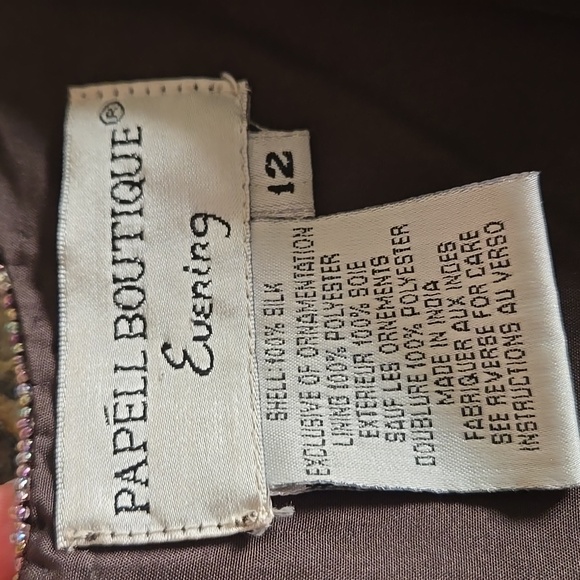 PAPELL BOUTIQUE®
Evening
12
SHELL:100% SILK
EXCLUSIVE OF ORNAMENTATION
LINING 100% POLYESTER
EXTERIEUR 100% SOIE
SAUF LES ORNEMENTS
DOUBLURE 100% POLYESTER
MADE IN INDIA
FABRIQUER AUX INDES
SEE REVERSE FOR CARE
INSTRUCTIONS AU VERSO